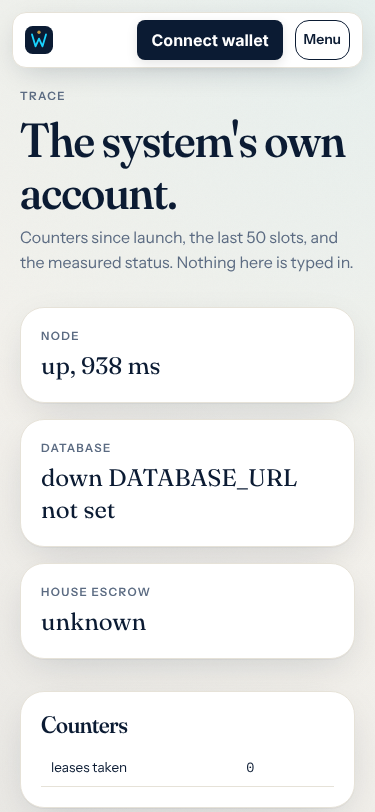 W
Connect wallet
Menu
TRACE
The system's own
account.
Counters since launch, the last 50 slots, and
the measured status. Nothing here is typed in.
NODE
up, 938 ms
DATABASE
down DATABASE_URL
not set
HOUSE ESCROW
unknown
Counters
leases taken 0